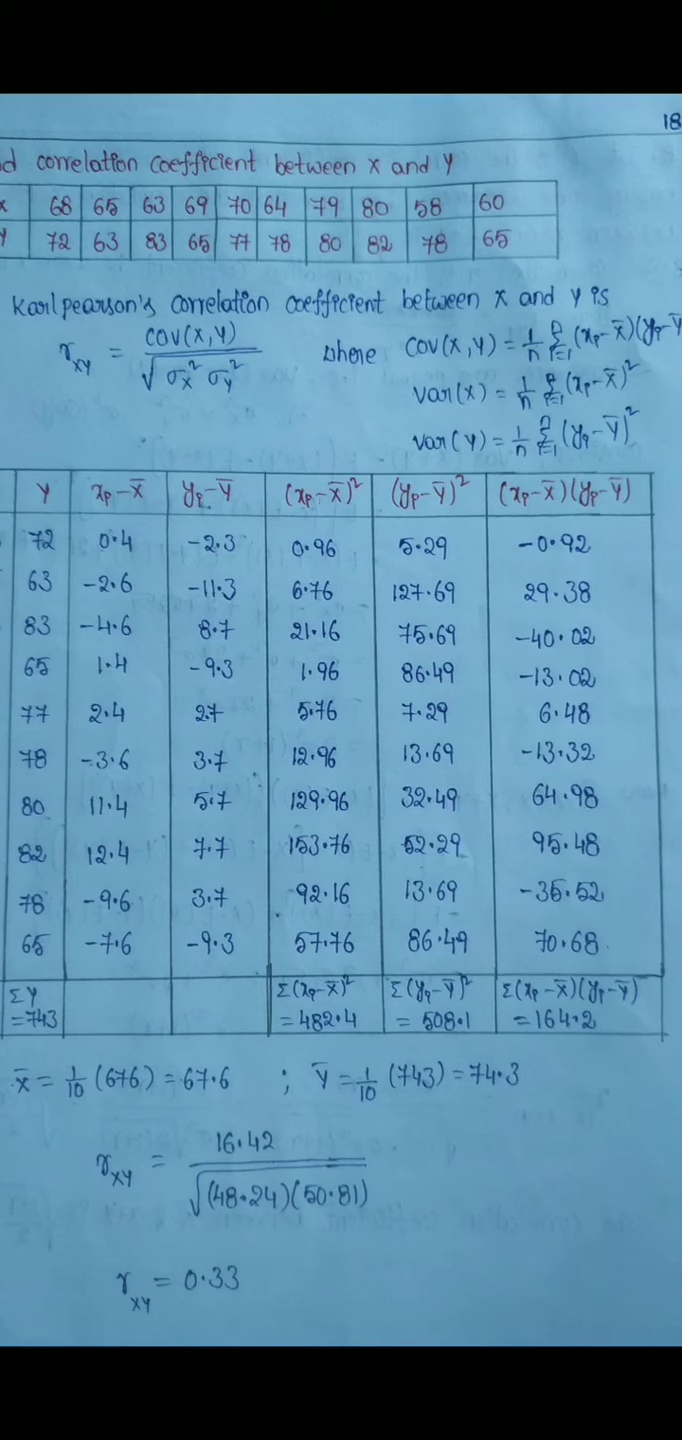 18
d correlation coefficient between X and Y
x 68 65 63 69 70 64 79 80 58 60
Y 72 63 83 65 77 78 80 82 78 65
Karl pearson's correlation coefficient between X and Y is
r_XY = cov(X,Y) / √(σ_X² σ_Y²) where cov(X,Y) = 1/n Σⁿᵢ₌₁ (xᵢ-x̄)(yᵢ-ȳ
var(X) = 1/n Σⁿᵢ₌₁ (xᵢ-x̄)²
var(Y) = 1/n Σⁿᵢ₌₁ (yᵢ-ȳ)²
Y xᵢ-x̄ yᵢ-ȳ (xᵢ-x̄)² (yᵢ-ȳ)² (xᵢ-x̄)(yᵢ-ȳ)
72 0.4 -2.3 0.96 5.29 -0.92
63 -2.6 -11.3 6.76 127.69 29.38
83 -4.6 8.7 21.16 75.69 -40.02
65 1.4 -9.3 1.96 86.49 -13.02
77 2.4 2.7 5.76 7.29 6.48
78 -3.6 3.7 12.96 13.69 -13.32
80 11.4 5.7 129.96 32.49 64.98
82 12.4 7.7 153.76 52.29 95.48
78 -9.6 3.7 92.16 13.69 -35.52
65 -7.6 -9.3 57.76 86.49 70.68
ΣY Σ(xᵢ-x̄)² Σ(yᵢ-ȳ)² Σ(xᵢ-x̄)(yᵢ-ȳ)
=743 =482.4 = 508.1 =164.2
x̄ = 1/10 (676) = 67.6 ; ȳ = 1/10 (743) = 74.3
r_XY = 16.42 / √((48.24)(50.81))
r_XY = 0.33